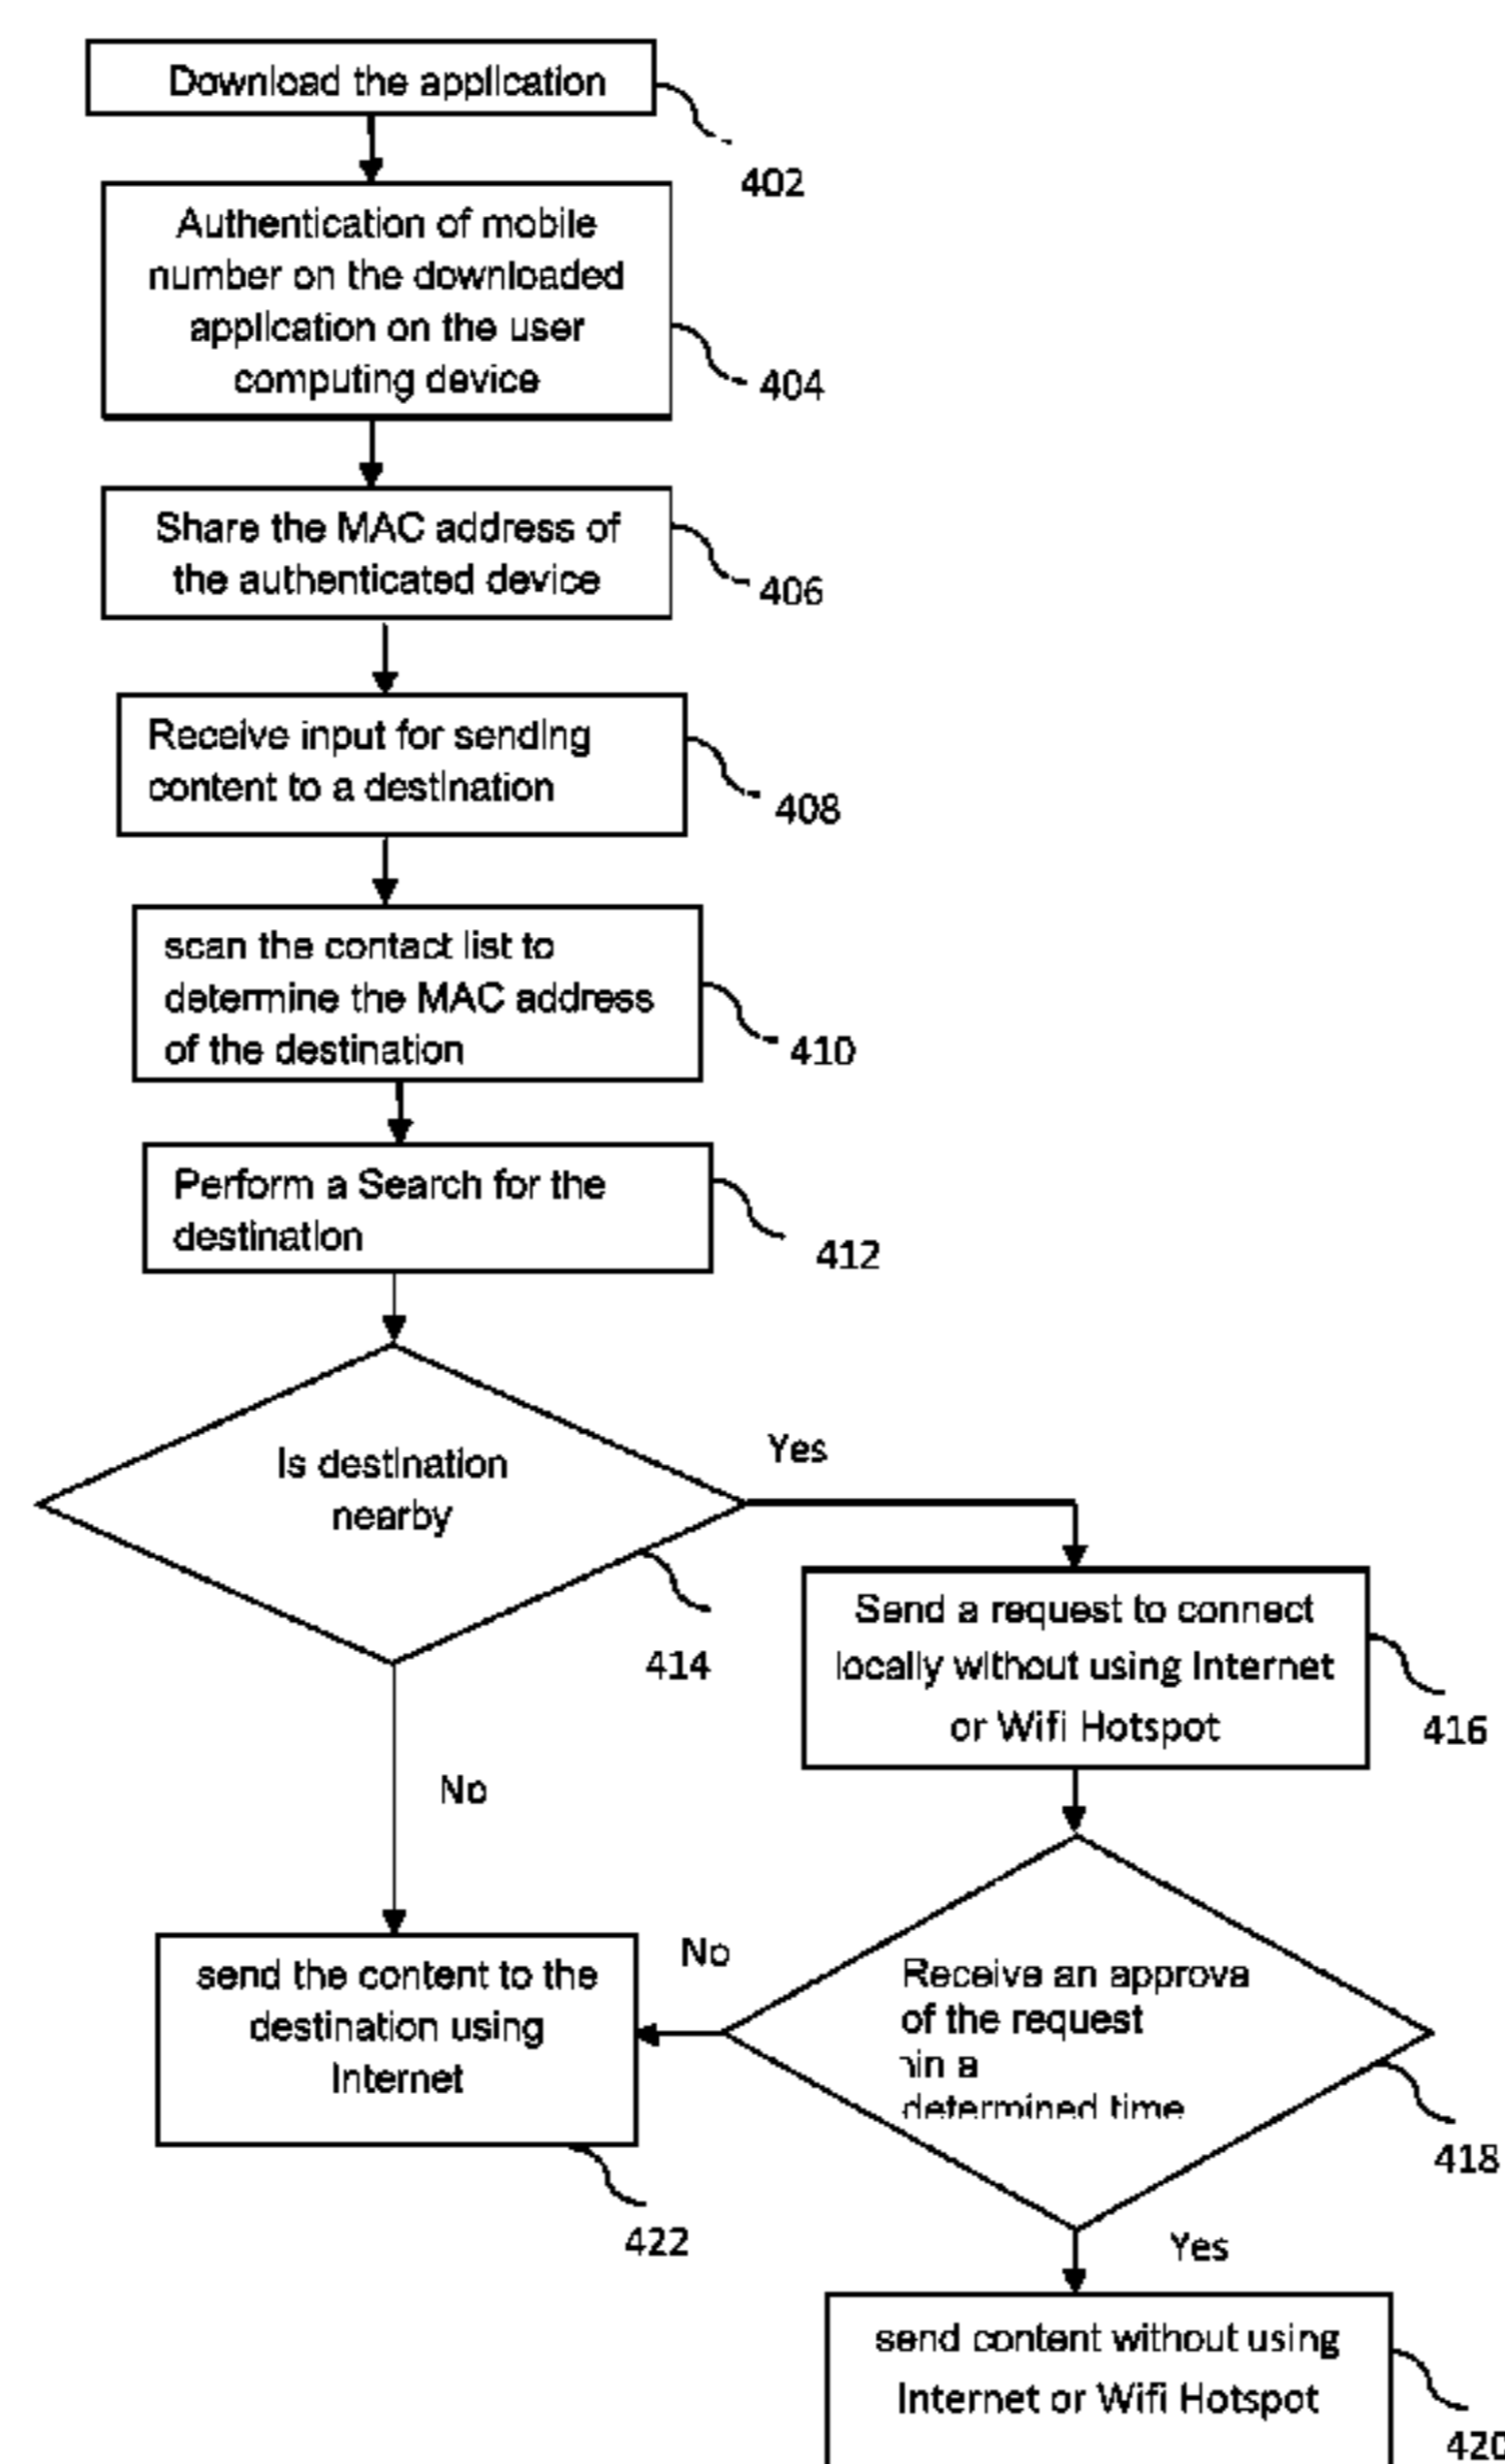 Download the application
402
Authentication of mobile
number on the downloaded
application on the user
computing device
404
Share the MAC address of
the authenticated device
406
Receive input for sending
content to a destination
408
scan the contact list to
determine the MAC address
of the destination
410
Perform a Search for the
destination
412
Is destination
nearby
Yes
414
Send a request to connect
locally without using Internet
or Wifi Hotspot
416
No
send the content to the
destination using
Internet
422
No
Receive an approva
of the request
in a
determined time
418
Yes
send content without using
Internet or Wifi Hotspot
420